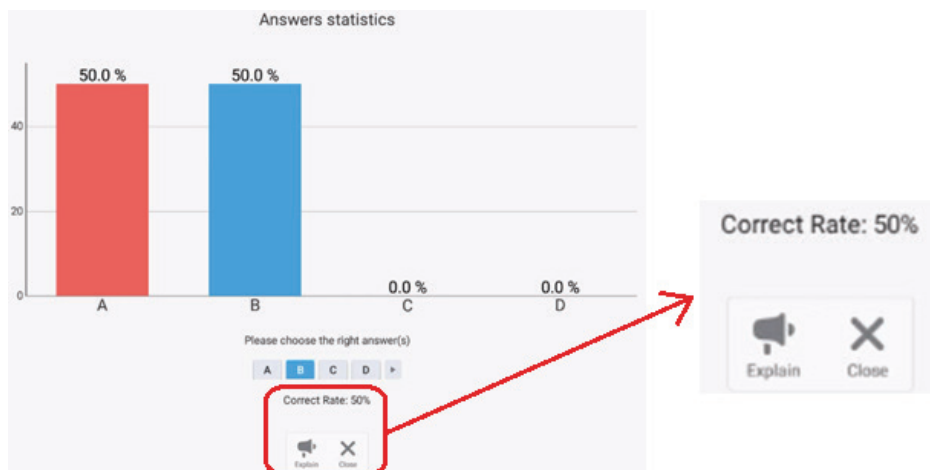 Answers statistics
50.0 % 50.0 %
40
20
0.0 % 0.0 %
0
A B C D
Please choose the right answer(s)
A B C D
Correct Rate: 50%
Explain Close
Correct Rate: 50%
Explain Close